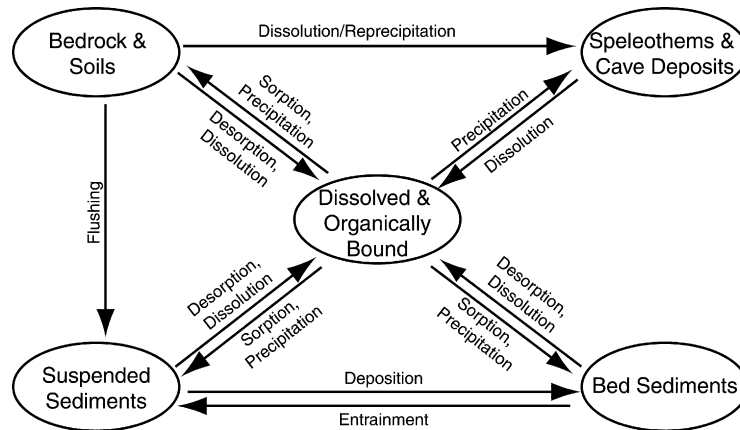 Bedrock &
Soils
Dissolution/Reprecipitation
Speleothems &
Cave Deposits
Sorption,
Precipitation
Desorption,
Dissolution
Precipitation
Dissolution
Flushing
Dissolved &
Organically
Bound
Desorption,
Dissolution
Sorption,
Precipitation
Desorption,
Dissolution
Sorption,
Precipitation
Suspended
Sediments
Deposition
Entrainment
Bed Sediments